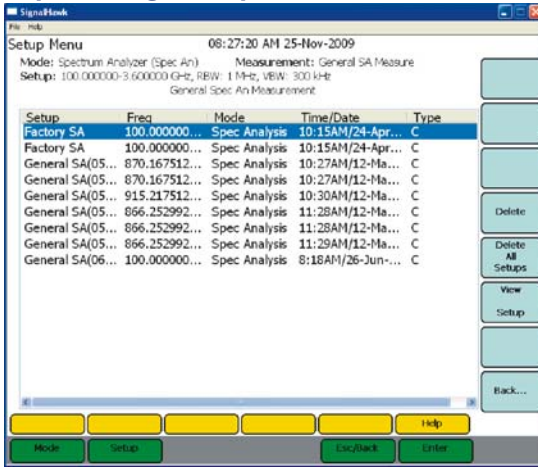 SignalHawk
File Help
Setup Menu 08:27:20 AM 25-Nov-2009
Mode: Spectrum Analyzer (Spec An) Measurement: General SA Measure
Setup: 100.000000-3.600000 GHz, RBW: 1 MHz, VBW: 300 kHz
General Spec An Measurement
Setup Freq Mode Time/Date Type
Factory SA 100.000000... Spec Analysis 10:15AM/24-Apr... C
Factory SA 100.000000... Spec Analysis 10:15AM/24-Apr... C
General SA(05... 870.167512... Spec Analysis 10:27AM/12-Ma... C
General SA(05... 870.167512... Spec Analysis 10:27AM/12-Ma... C
General SA(05... 915.217512... Spec Analysis 10:30AM/12-Ma... C
General SA(05... 866.252992... Spec Analysis 11:28AM/12-Ma... C
General SA(05... 866.252992... Spec Analysis 11:28AM/12-Ma... C
General SA(05... 866.252992... Spec Analysis 11:29AM/12-Ma... C
General SA(06... 100.000000... Spec Analysis 8:18AM/26-Jun-... C
Delete
Delete
All
Setups
View
Setup
Back...
Help
Mode Setup Esc/Back Enter